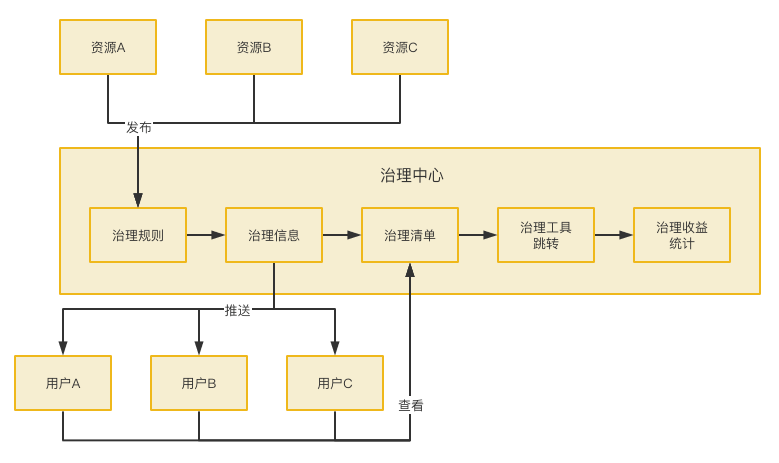 资源A
资源B
资源C
发布
治理中心
治理规则
治理信息
治理清单
治理工具
跳转
治理收益
统计
推送
用户A
用户B
用户C
查看